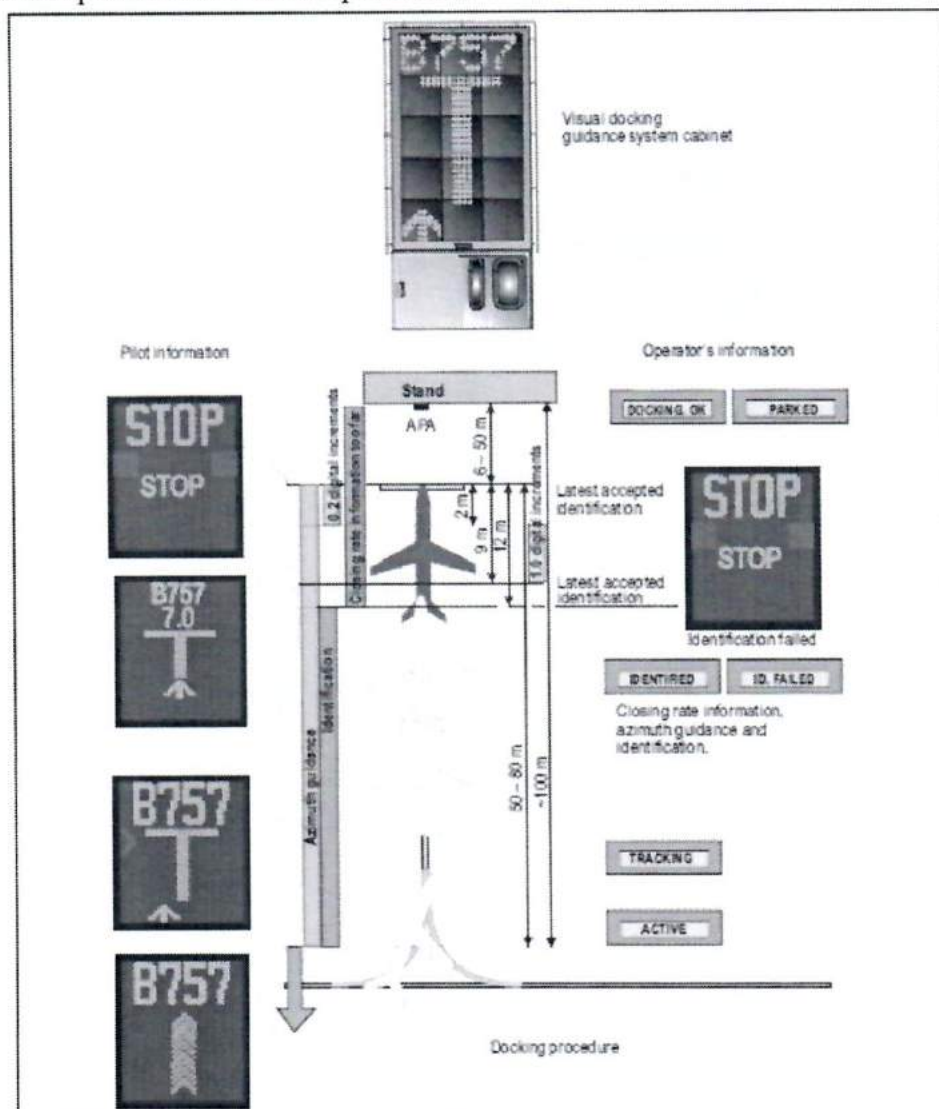 B757
Visual docking
guidance system cabinet
Pilot information
Operator's information
Stand
APA
DOCKING, OK
PARKED
STOP
STOP
0.2 digital increments
Closing rate information too far
6 – 50 m
2 m
9 m
12 m
1.0 digital increments
Latest accepted
identification
STOP
STOP
Latest accepted
identification
Identification failed
B757
7.0
Identification
Azimuth guidance
IDENTIFIED
ID. FAILED
Closing rate information,
azimuth guidance and
identification.
50 – 80 m
~100 m
B757
TRACKING
ACTIVE
B757
Docking procedure